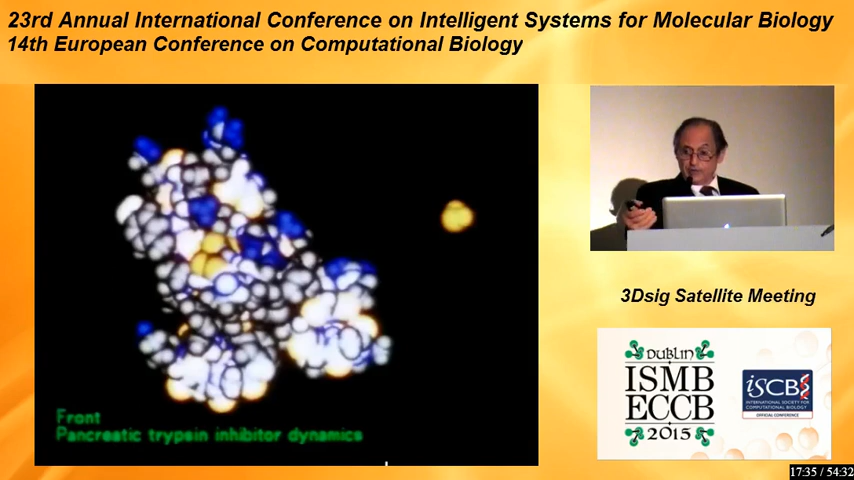 23rd Annual International Conference on Intelligent Systems for Molecular Biology
14th European Conference on Computational Biology
Front
Pancreatic trypsin inhibitor dynamics
3Dsig Satellite Meeting
DUBLIN
ISMB
ECCB
2015
ISCB
INTERNATIONAL SOCIETY FOR
COMPUTATIONAL BIOLOGY
OFFICIAL CONFERENCE
17:35 / 54:32